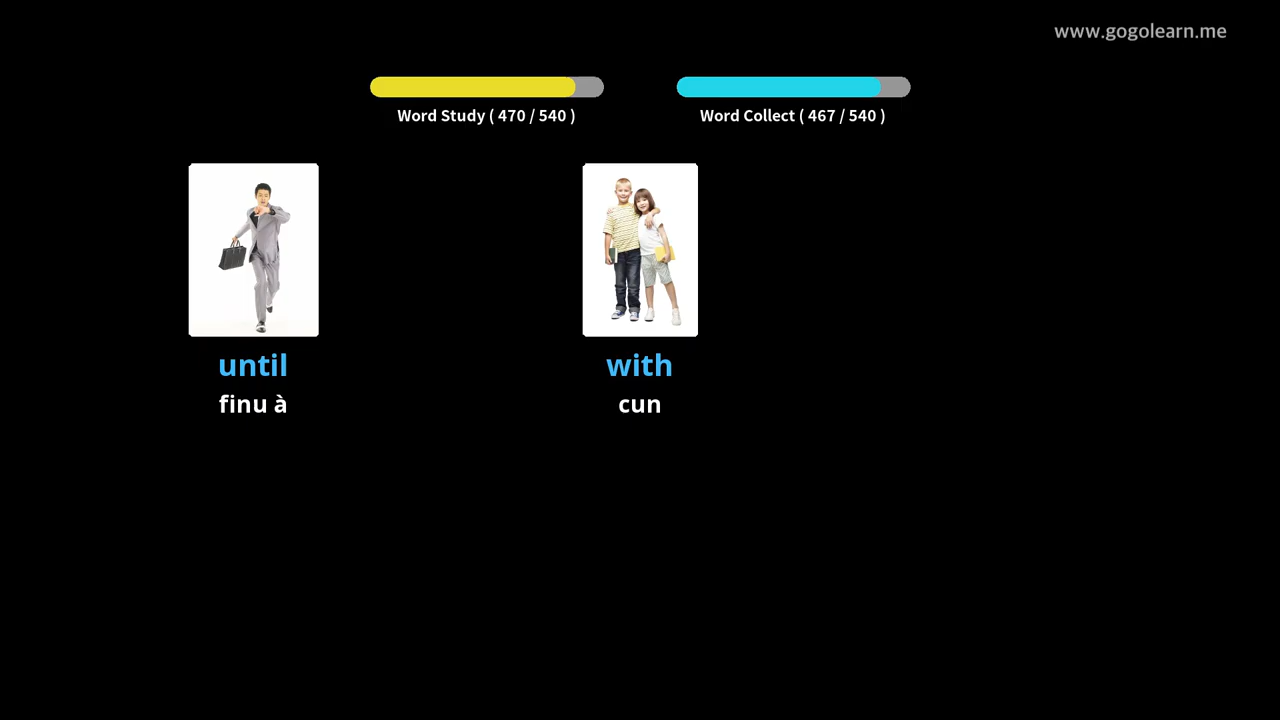 www.gogolearn.me
Word Study ( 470 / 540 )
Word Collect ( 467 / 540 )
until
finu à
with
cun